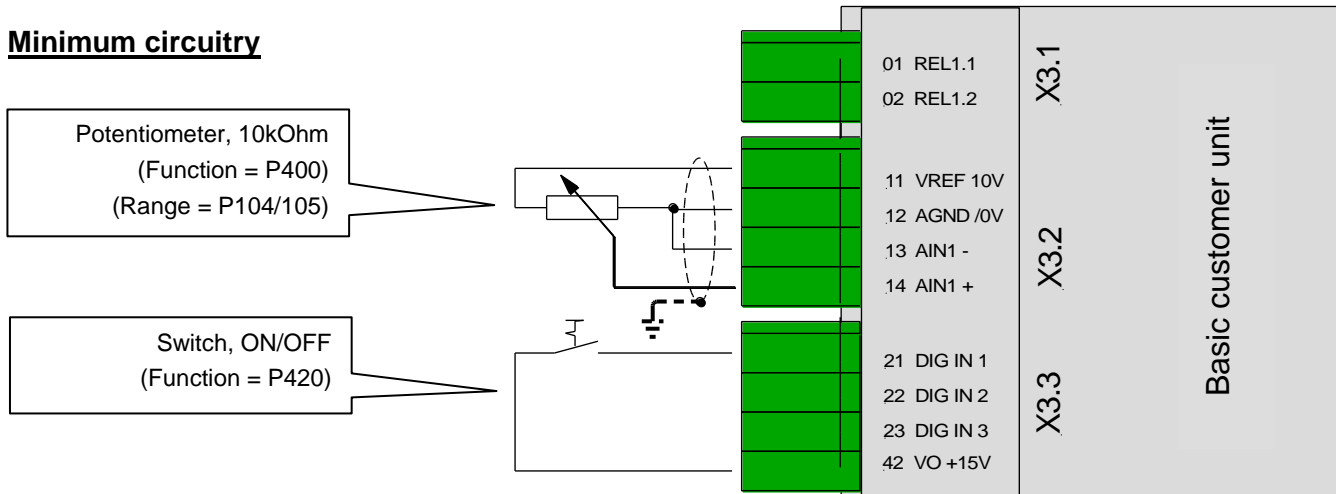 Minimum circuitry
Potentiometer, 10kOhm
(Function = P400)
(Range = P104/105)
Switch, ON/OFF
(Function = P420)
01 REL1.1
02 REL1.2
X3.1
11 VREF 10V
12 AGND /0V
13 AIN1 -
14 AIN1 +
X3.2
21 DIG IN 1
22 DIG IN 2
23 DIG IN 3
42 VO +15V
X3.3
Basic customer unit